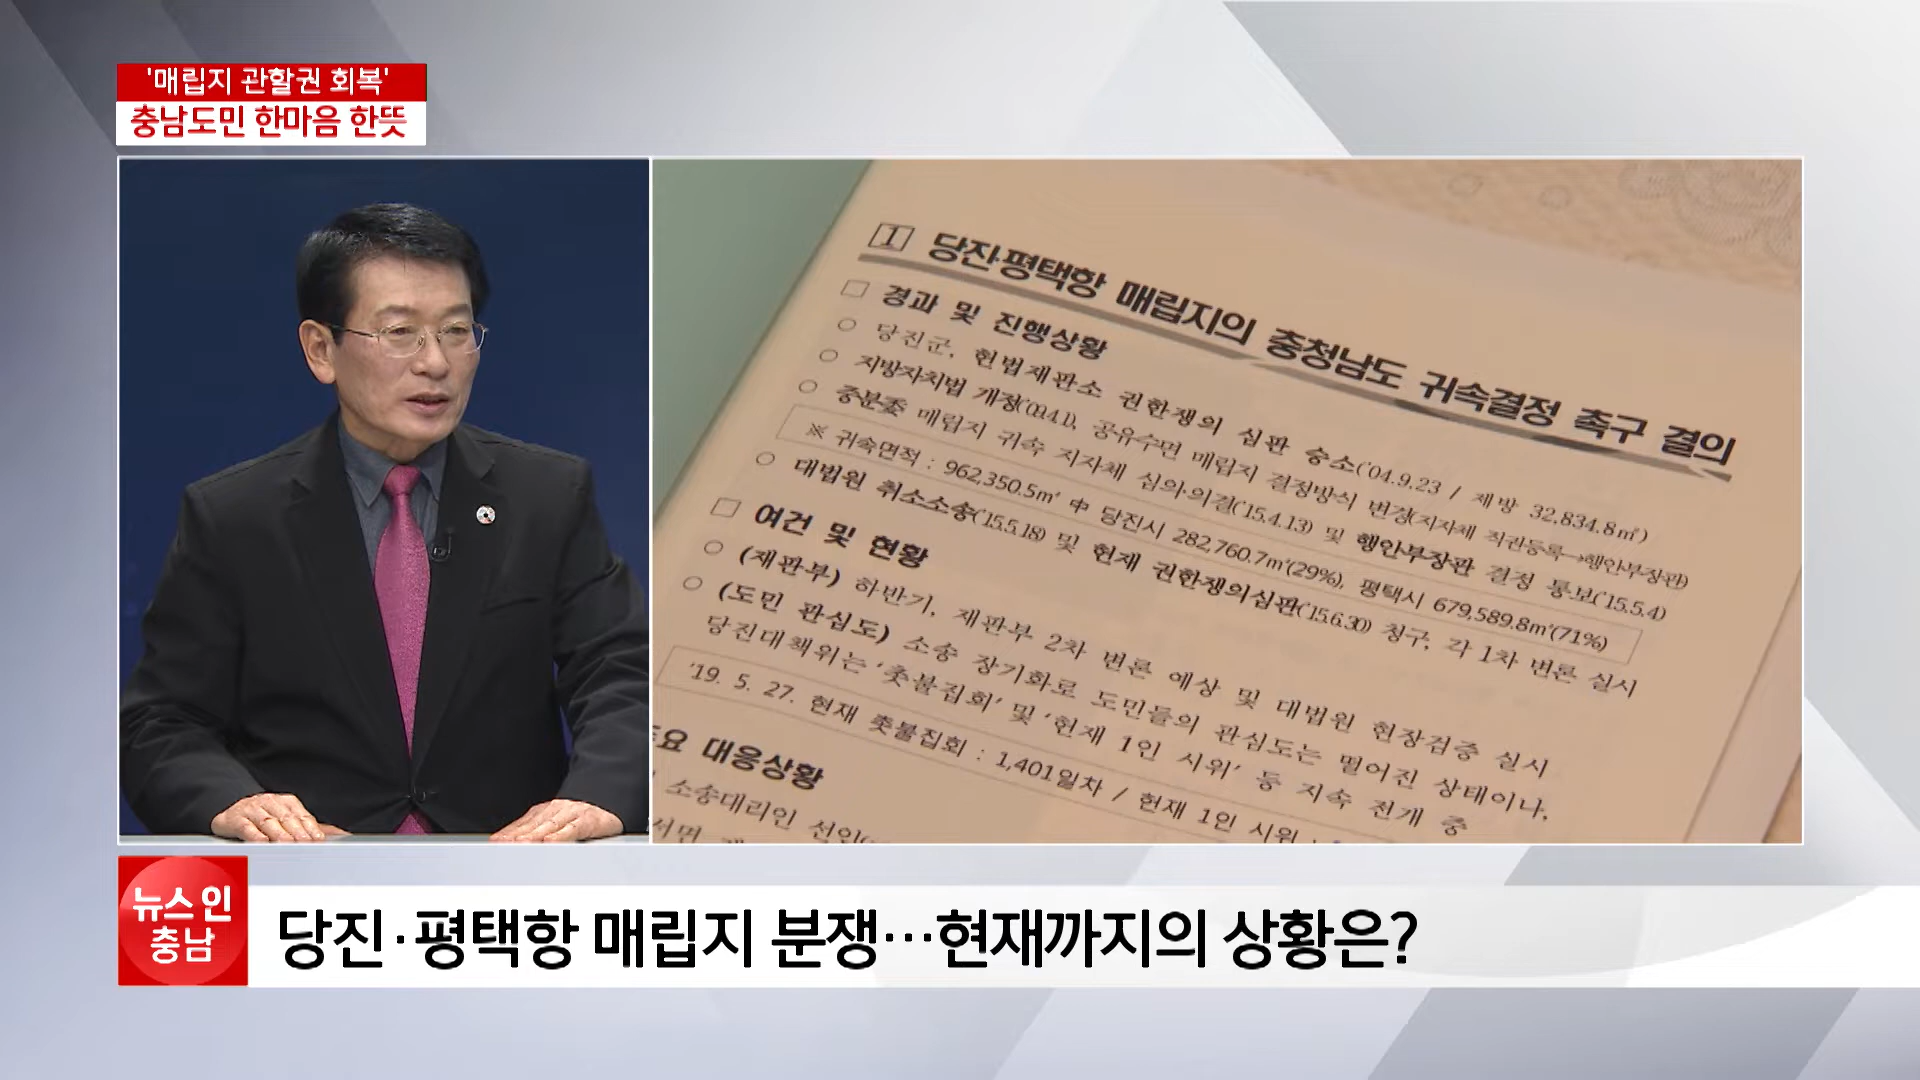 '매립지 관할권 회복'
충남도민 한마음 한뜻
1 당진·평택항 매립지의 충청남도 귀속결정 촉구 결의
□ 경과 및 진행상황
○ 당진군, 헌법재판소 권한쟁의 심판 승소('04.9.23 / 제방 32,834.8㎡)
○ 지방자치법 개정('09.4.1), 공유수면 매립지 결정방식 변경(지자체 직권등록→행안부장관)
○ 중분委 매립지 귀속 지자체 심의·의결('15.4.13) 및 행안부장관 결정 통보('15.5.4)
※ 귀속면적 : 962,350.5㎡ 中 당진시 282,760.7㎡(29%), 평택시 679,589.8㎡(71%)
○ 대법원 취소소송('15.5.18) 및 헌재 권한쟁의심판('15.6.30) 청구, 각 1차 변론 실시
□ 여건 및 현황
○ (재판부) 하반기, 재판부 2차 변론 예상 및 대법원 현장검증 실시
○ (도민 관심도) 소송 장기화로 도민들의 관심도는 떨어진 상태이나,
당진대책위는 '촛불집회' 및 '헌재 1인 시위' 등 지속 전개 중
'19. 5. 27. 현재 촛불집회 : 1,401일차 / 헌재 1인 시위 :
요 대응상황
소송대리인 선임(
서면
뉴스인
충남
당진·평택항 매립지 분쟁…현재까지의 상황은?